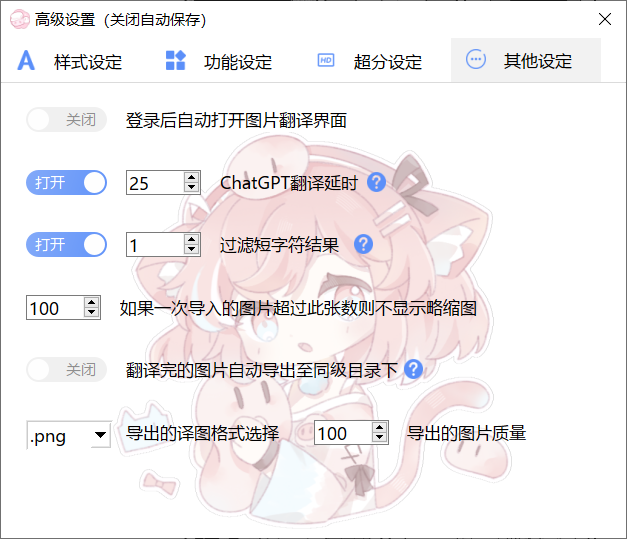 高级设置（关闭自动保存）
样式设定 功能设定 HD 超分设定 其他设定
关闭 登录后自动打开图片翻译界面
打开 25 ChatGPT翻译延时 ?
打开 1 过滤短字符结果 ?
100 如果一次导入的图片超过此张数则不显示略缩图
关闭 翻译完的图片自动导出至同级目录下 ?
.png 导出的译图格式选择 100 导出的图片质量